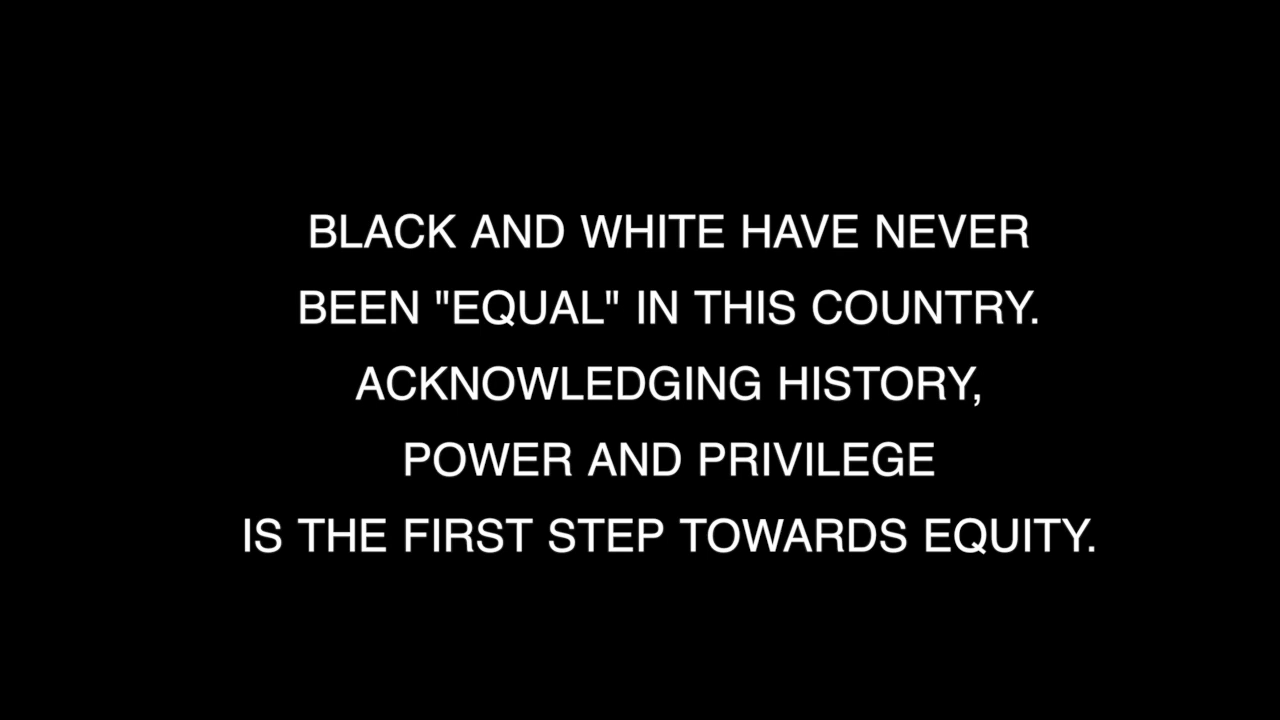 BLACK AND WHITE HAVE NEVER
BEEN "EQUAL" IN THIS COUNTRY.
ACKNOWLEDGING HISTORY,
POWER AND PRIVILEGE
IS THE FIRST STEP TOWARDS EQUITY.